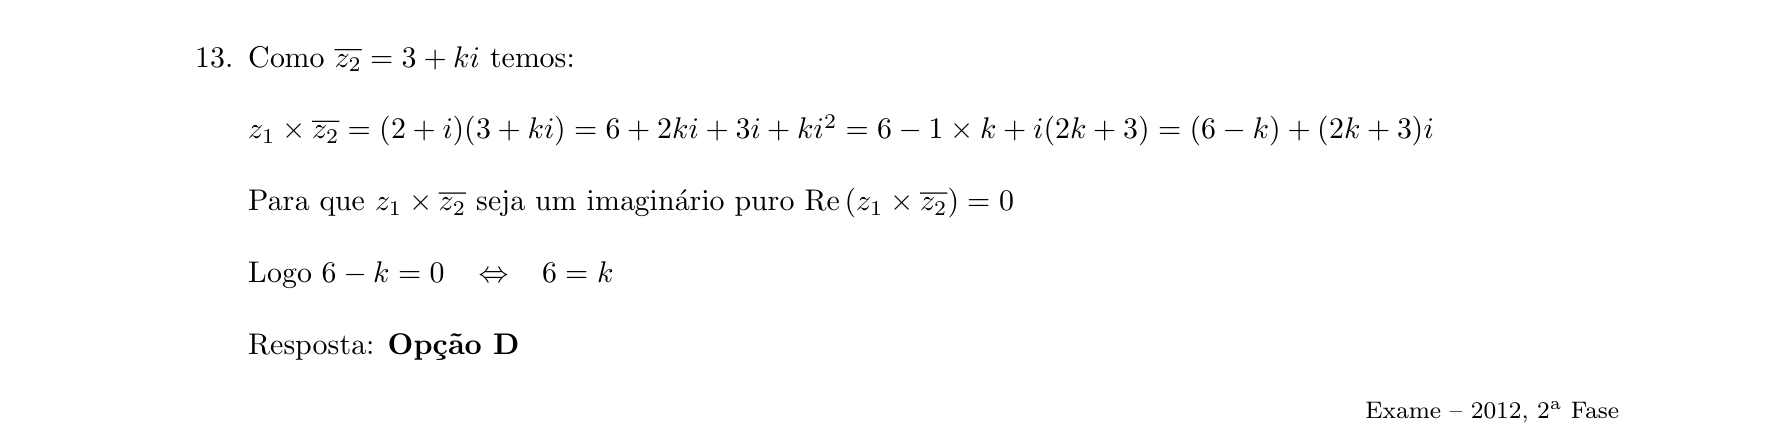 13. Como $\overline{z_2} = 3 + ki$ temos:
$z_1 \times \overline{z_2} = (2 + i)(3 + ki) = 6 + 2ki + 3i + ki^2 = 6 - 1 \times k + i(2k + 3) = (6 - k) + (2k + 3)i$
Para que $z_1 \times \overline{z_2}$ seja um imaginário puro $\text{Re}\,(z_1 \times \overline{z_2}) = 0$
Logo $6 - k = 0 \quad \Leftrightarrow \quad 6 = k$
Resposta: Opção D
Exame – 2012, 2ª Fase